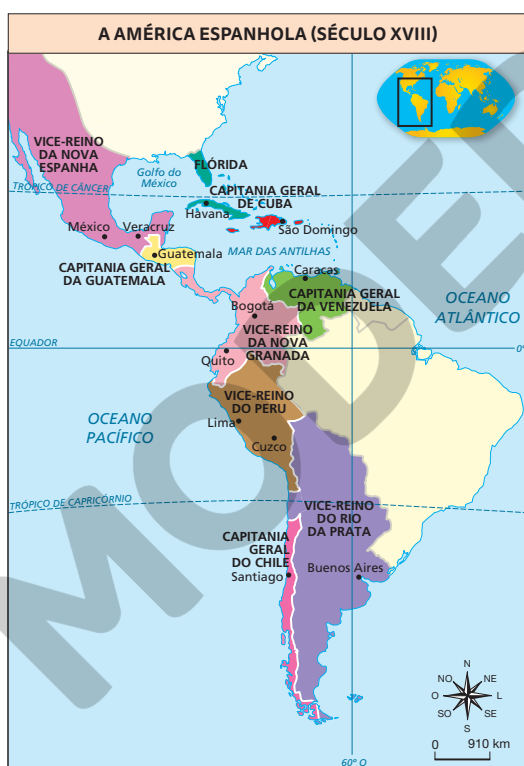 A AMÉRICA ESPANHOLA (SÉCULO XVIII)
VICE-REINO
DA NOVA
ESPANHA
Golfo do
México
FLÓRIDA
TRÓPICO DE CÂNCER
CAPITANIA GERAL
DE CUBA
Havana
São Domingo
México
Veracruz
Guatemala
MAR DAS ANTILHAS
CAPITANIA GERAL
DA GUATEMALA
Caracas
CAPITANIA GERAL
DA VENEZUELA
OCEANO
ATLÂNTICO
Bogotá
VICE-REINO
DA NOVA
GRANADA
EQUADOR
0°
Quito
VICE-REINO
DO PERU
OCEANO
PACÍFICO
Lima
Cuzco
TRÓPICO DE CAPRICÓRNIO
VICE-REINO
DO RIO
DA PRATA
CAPITANIA
GERAL
DO CHILE
Santiago
Buenos Aires
N
NO NE
O L
SO SE
S
0 910 km
60° O
MODE